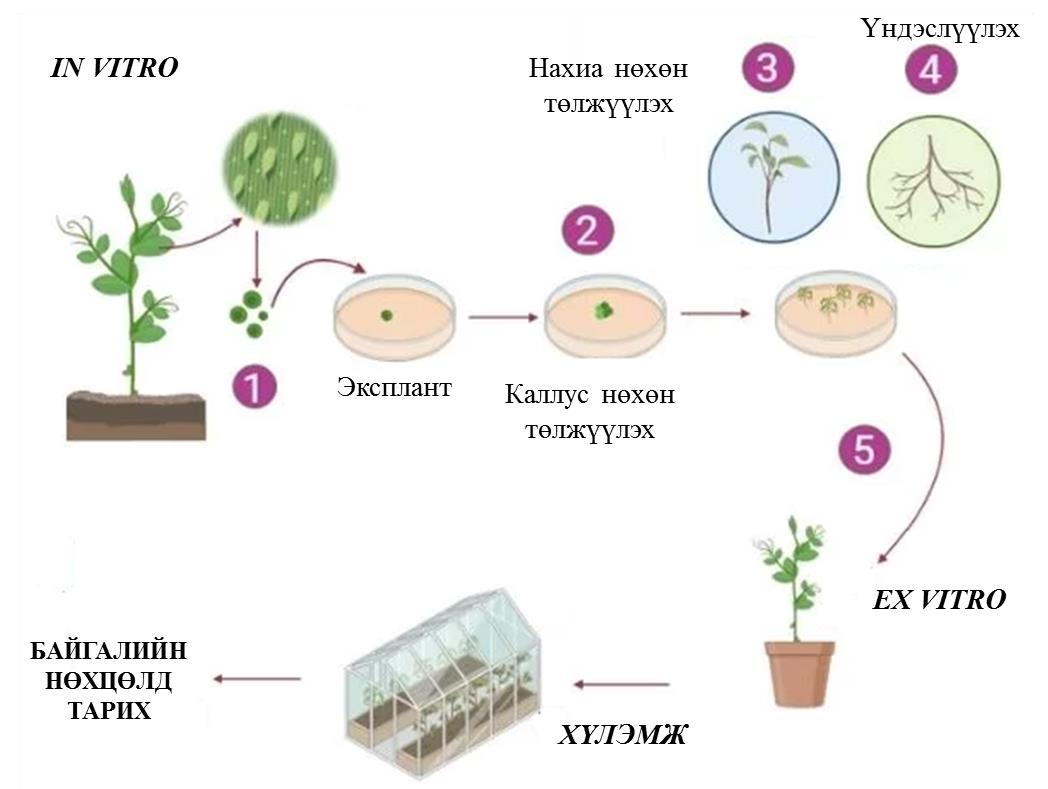 IN VITRO
Нахиа нөхөн
төлжүүлэх
3
Үндэслүүлэх
4
2
1
Эксплант
Каллус нөхөн
төлжүүлэх
5
EX VITRO
БАЙГАЛИЙН
НӨХЦӨЛД
ТАРИХ
ХҮЛЭМЖ